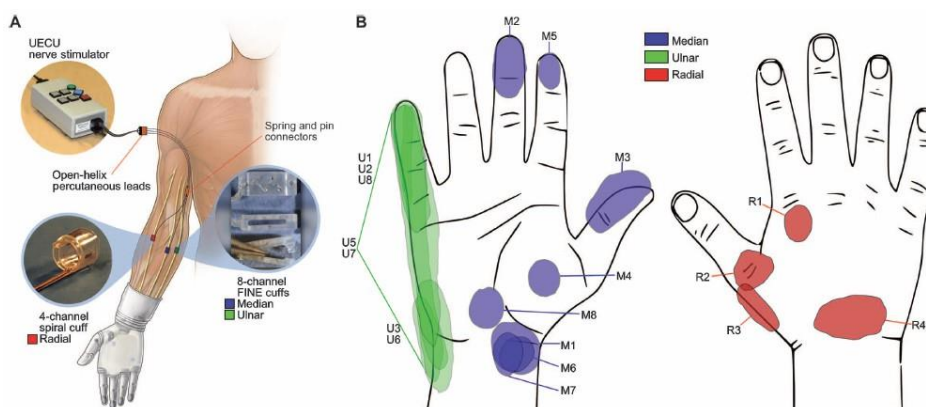 A
UECU
nerve stimulator
Spring and pin
connectors
Open-helix
percutaneous leads
4-channel
spiral cuff
Radial
8-channel
FINE cuffs
Median
Ulnar
B
M2
M5
Median
Ulnar
Radial
U1
U2
U8
M3
R1
U5
U7
M4
R2
M8
U3
U6
R3
R4
M1
M6
M7